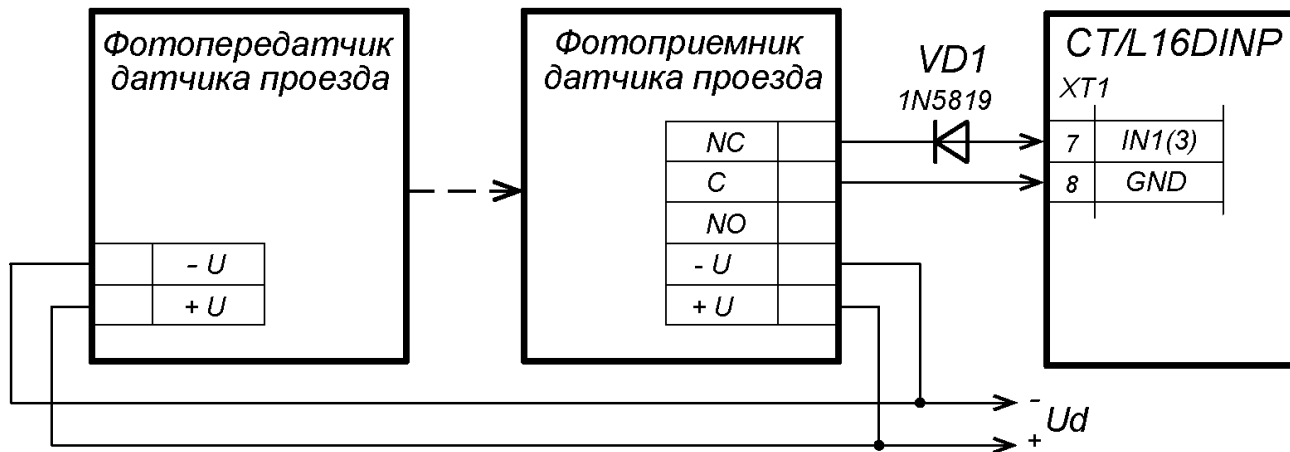 Фотопередатчик
датчика проезда
- U
+ U
Фотоприемник
датчика проезда
NC
C
NO
- U
+ U
VD1
1N5819
CT/L16DINP
XT1
7 IN1(3)
8 GND
-
Ud
+